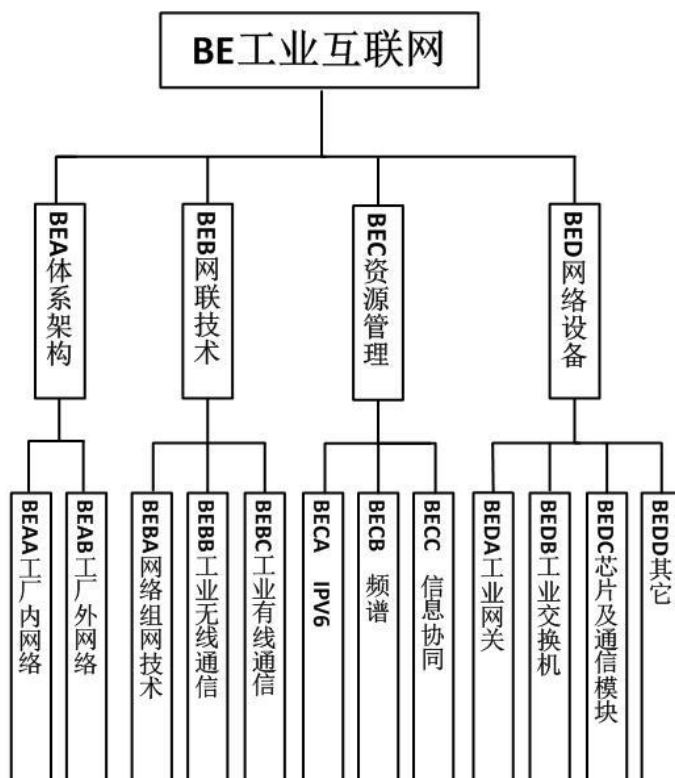 BE工业互联网
BEA体系架构
BEB网联技术
BEC资源管理
BED网络设备
BEAA工厂内网络
BEAB工厂外网络
BEBA网络组网技术
BEBB工业无线通信
BEBC工业有线通信
BECA IPV6
BECB 频谱
BECC 信息协同
BEDA工业网关
BEDB工业交换机
BEDC芯片及通信模块
BEDD其它